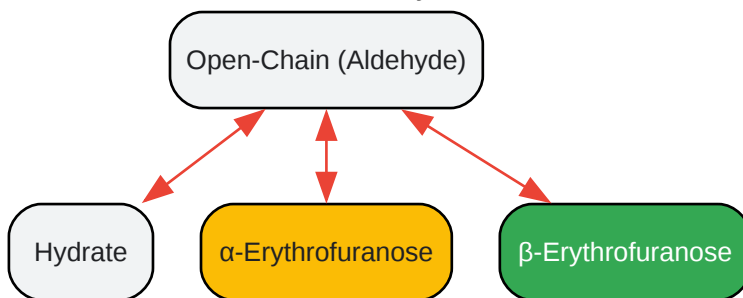 Open-Chain (Aldehyde)
Hydrate
α-Erythrofuranose
β-Erythrofuranose